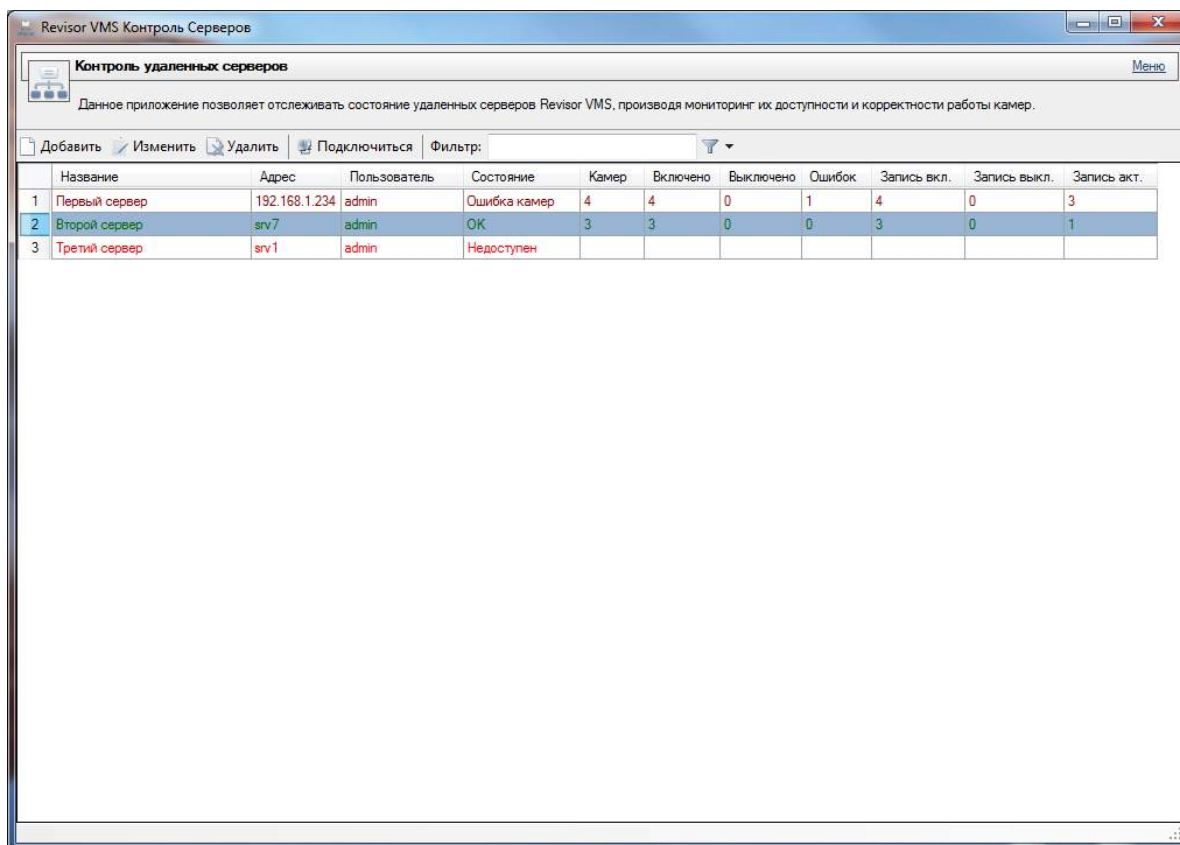 Revisor VMS Контроль Серверов
Контроль удаленных серверов Меню
Данное приложение позволяет отслеживать состояние удаленных серверов Revisor VMS, производя мониторинг их доступности и корректности работы камер.
Добавить Изменить Удалить Подключиться Фильтр:
Название Адрес Пользователь Состояние Камер Включено Выключено Ошибок Запись вкл. Запись выкл. Запись акт.
1 Первый сервер 192.168.1.234 admin Ошибка камер 4 4 0 1 4 0 3
2 Второй сервер srv7 admin OK 3 3 0 0 3 0 1
3 Третий сервер srv1 admin Недоступен